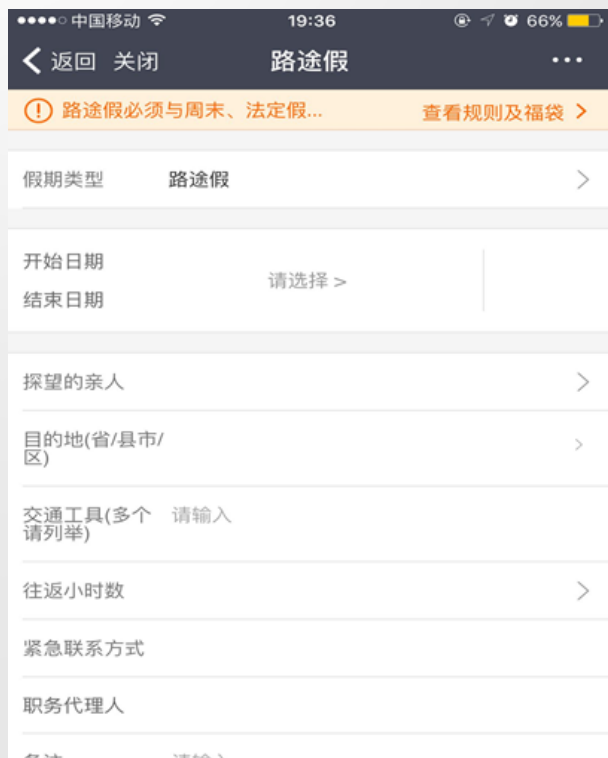 中国移动 19:36 66%
返回 关闭 路途假 ...
路途假必须与周末、法定假... 查看规则及福袋 >
假期类型 路途假 >
开始日期
请选择 >
结束日期
探望的亲人 >
目的地(省/县市/
区) >
交通工具(多个 请输入
请列举)
往返小时数 >
紧急联系方式
职务代理人